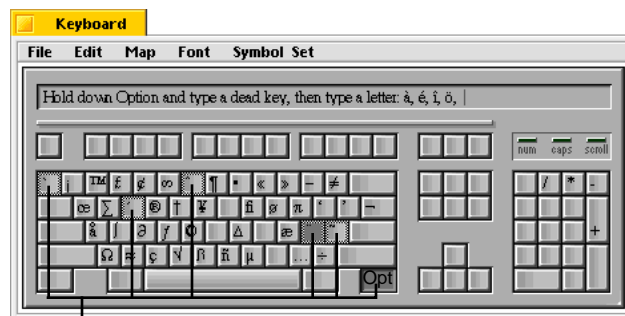 Keyboard
File Edit Map Font Symbol Set
Hold down Option and type a dead key, then type a letter: à, é, î, ö,
num caps scroll
` ¡ ™ £ ¢ ∞ ¶ • « » – ≠ / * -
œ ∑ ´ ® † ¥ fi ø π ‘ ’ ¬
å ∫ ∂ ƒ © ∆ æ ¨ ˜ +
Ω ≈ ç √ ß ñ µ … ÷
Opt